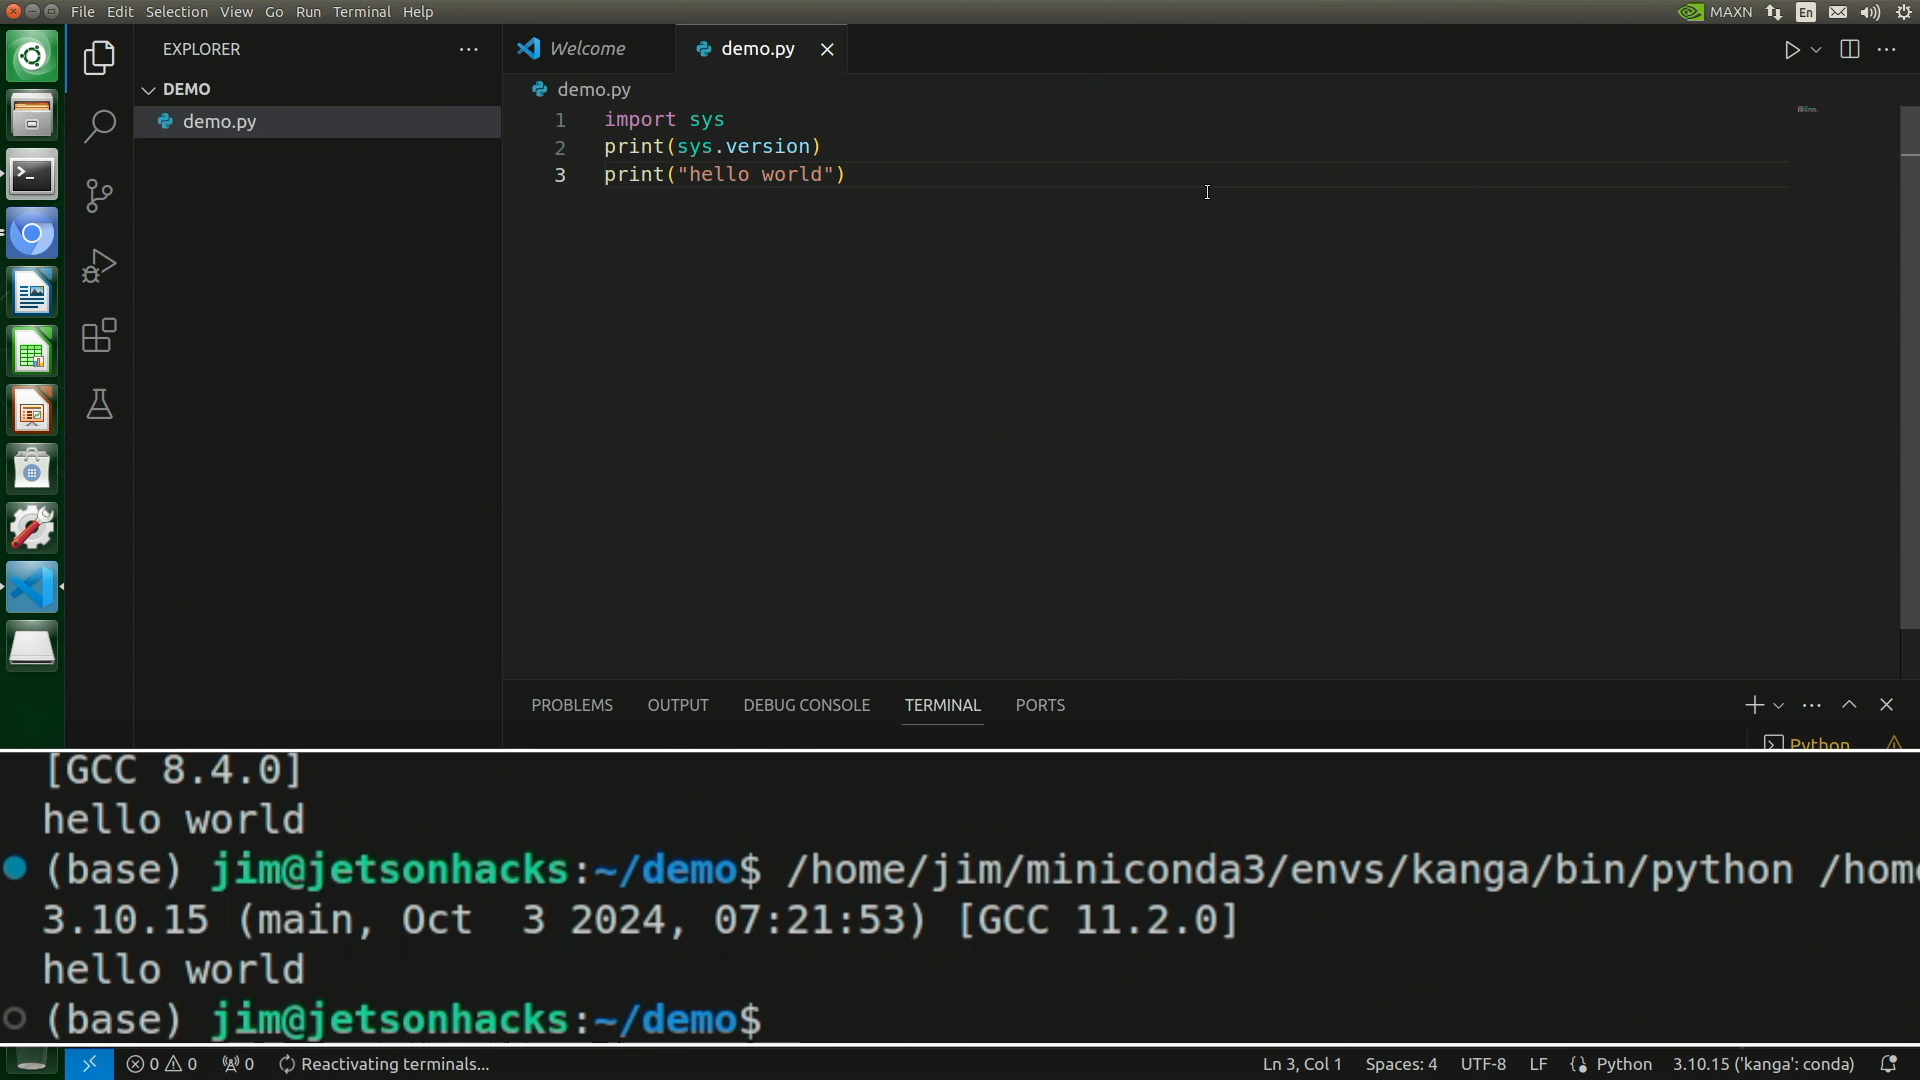 File Edit Selection View Go Run Terminal Help
MAXN En
EXPLORER
Welcome
demo.py
DEMO
demo.py
demo.py
1 import sys
2 print(sys.version)
3 print("hello world")
PROBLEMS OUTPUT DEBUG CONSOLE TERMINAL PORTS
Python
[GCC 8.4.0]
hello world
(base) jim@jetsonhacks:~/demo$ /home/jim/miniconda3/envs/kanga/bin/python /hom
3.10.15 (main, Oct  3 2024, 07:21:53) [GCC 11.2.0]
hello world
(base) jim@jetsonhacks:~/demo$
0 0 0 Reactivating terminals... Ln 3, Col 1 Spaces: 4 UTF-8 LF {} Python 3.10.15 ('kanga': conda)